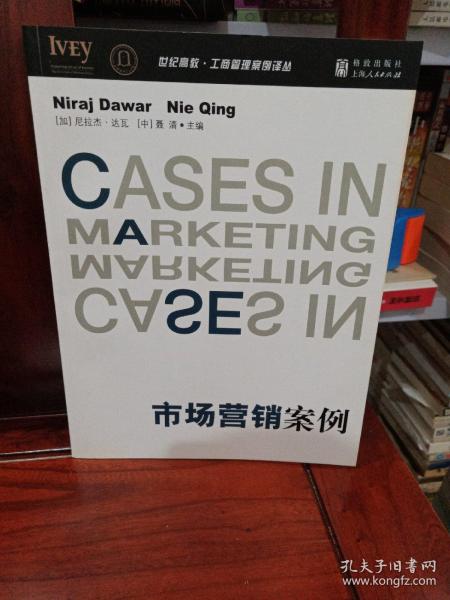 IVEY
世纪高教·工商管理案例译丛
格致出版社
上海人民出版社
Niraj Dawar Nie Qing
[加] 尼拉杰·达瓦 [中] 聂 清·主编
CASES IN
MARKETING
MARKETING
CASES IN
市场营销案例
孔夫子旧书网
www.kongfz.com